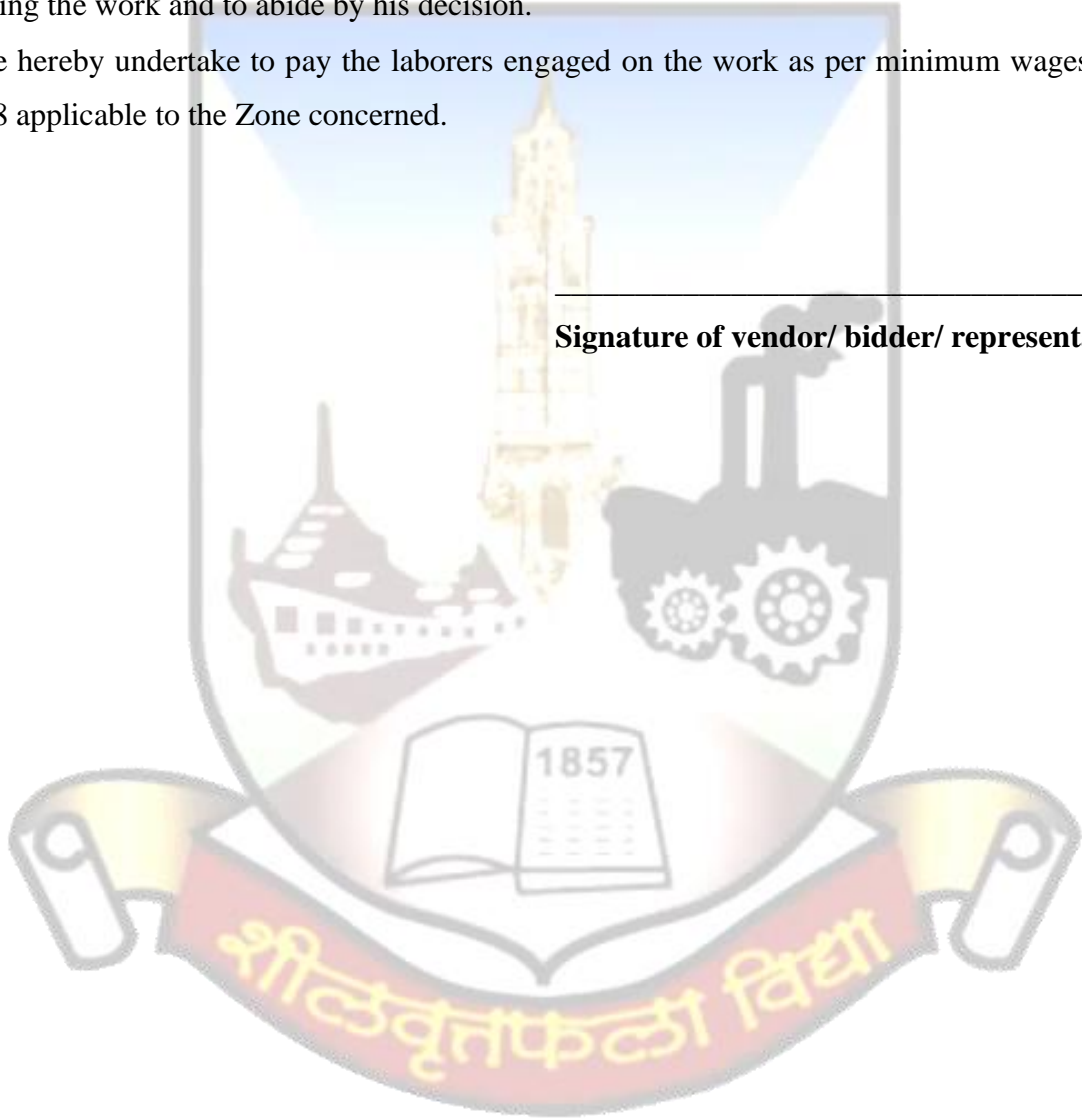 ing the work and to abide by his decision.
e hereby undertake to pay the laborers engaged on the work as per minimum wages
8 applicable to the Zone concerned.
Signature of vendor/ bidder/ represent
1857
शीलवृतफला विद्या